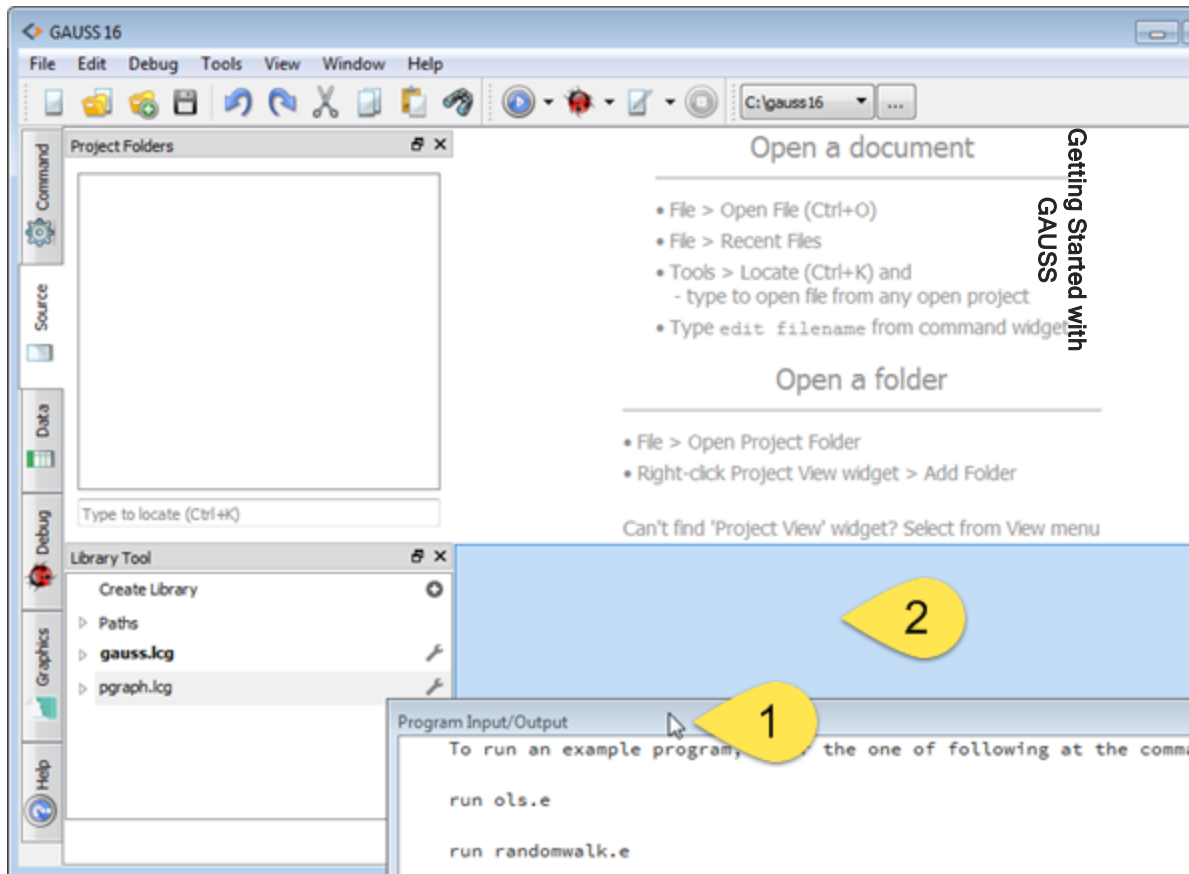 GAUSS 16
File Edit Debug Tools View Window Help
C:\gauss16 ...
Command
Source
Data
Debug
Graphics
Help
Project Folders
Type to locate (Ctrl+K)
Library Tool
Create Library
Paths
gauss.lcg
pgraph.lcg
Open a document
• File > Open File (Ctrl+O)
• File > Recent Files
• Tools > Locate (Ctrl+K) and
- type to open file from any open project
• Type edit filename from command widget
Open a folder
• File > Open Project Folder
• Right-click Project View widget > Add Folder
Can't find 'Project View' widget? Select from View menu
Getting Started with
GAUSS
2
1
Program Input/Output
To run an example program, the one of following at the
run ols.e
run randomwalk.e